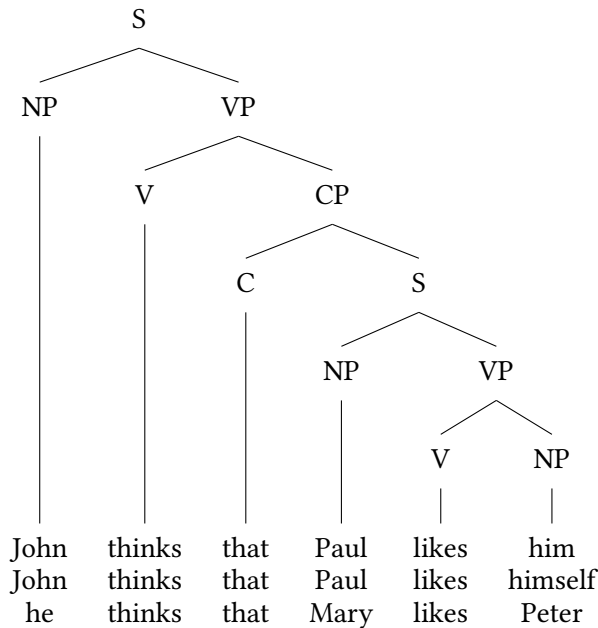 S
NP VP
V CP
C S
NP VP
V NP
John thinks that Paul likes him
John thinks that Paul likes himself
he thinks that Mary likes Peter